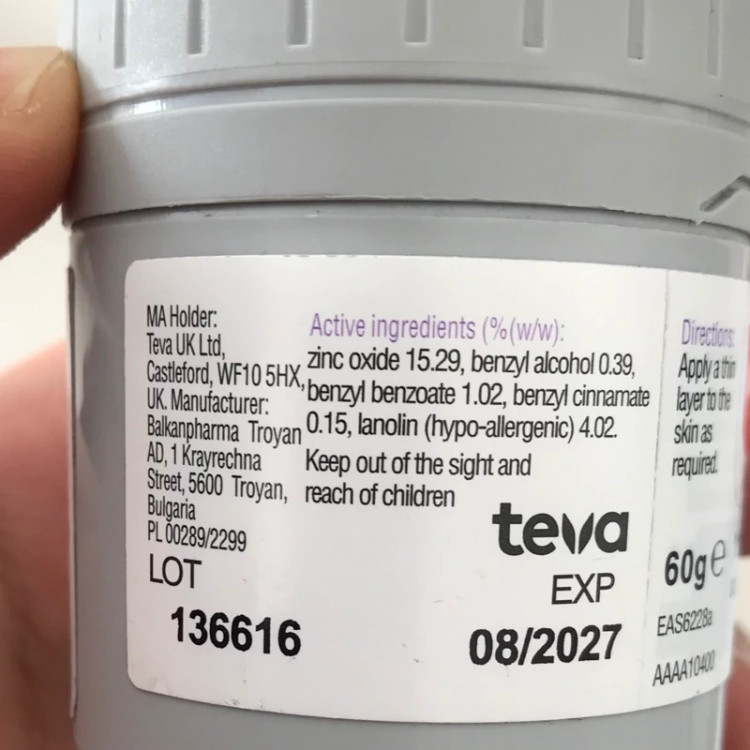 MA Holder:
Teva UK Ltd,
Castleford, WF10 5HX,
UK. Manufacturer:
Balkanpharma Troyan
AD, 1 Krayrechna
Street, 5600 Troyan,
Bulgaria
PL 00289/2299
LOT
136616
Active ingredients (%(w/w):
zinc oxide 15.29, benzyl alcohol 0.39,
benzyl benzoate 1.02, benzyl cinnamate
0.15, lanolin (hypo-allergenic) 4.02.
Keep out of the sight and
reach of children
teva
EXP
08/2027
Directions:
Apply a thin
layer to the
skin as
required.
60g e
EAS6228a
AAAA10400